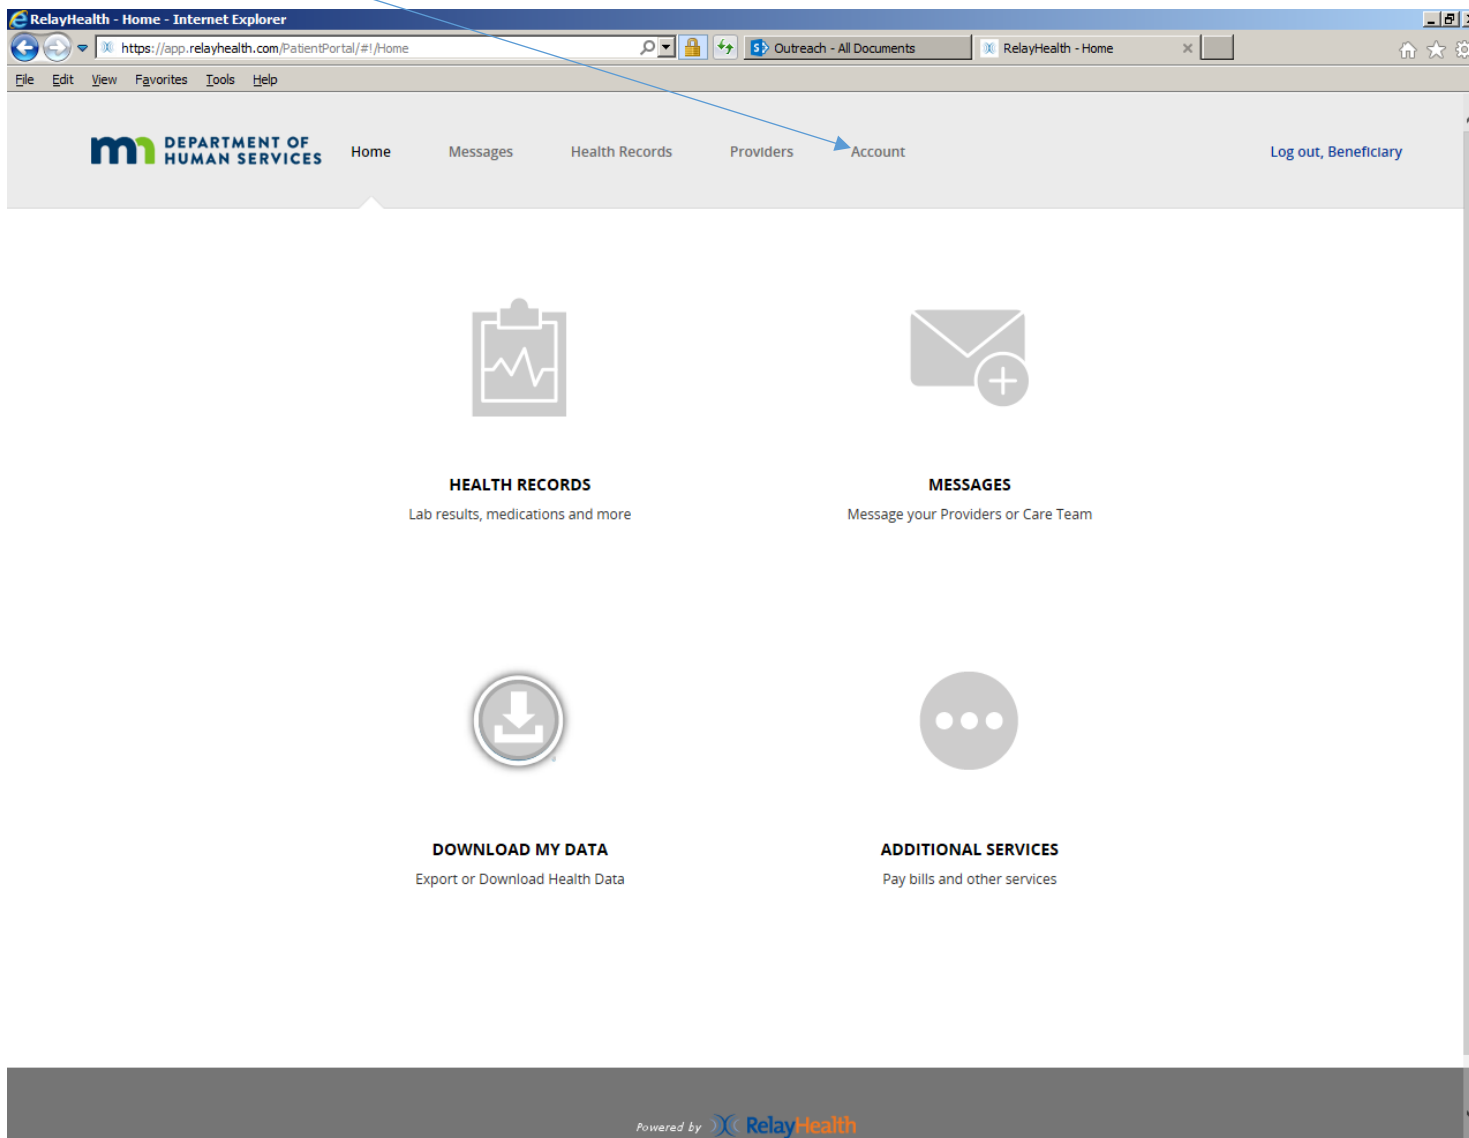 RelayHealth - Home - Internet Explorer
https://app.relayhealth.com/PatientPortal/#!/Home
Outreach - All Documents
RelayHealth - Home
File Edit View Favorites Tools Help
mn DEPARTMENT OF
HUMAN SERVICES
Home Messages Health Records Providers Account
Log out, Beneficiary
HEALTH RECORDS
Lab results, medications and more
MESSAGES
Message your Providers or Care Team
DOWNLOAD MY DATA
Export or Download Health Data
ADDITIONAL SERVICES
Pay bills and other services
Powered by RelayHealth